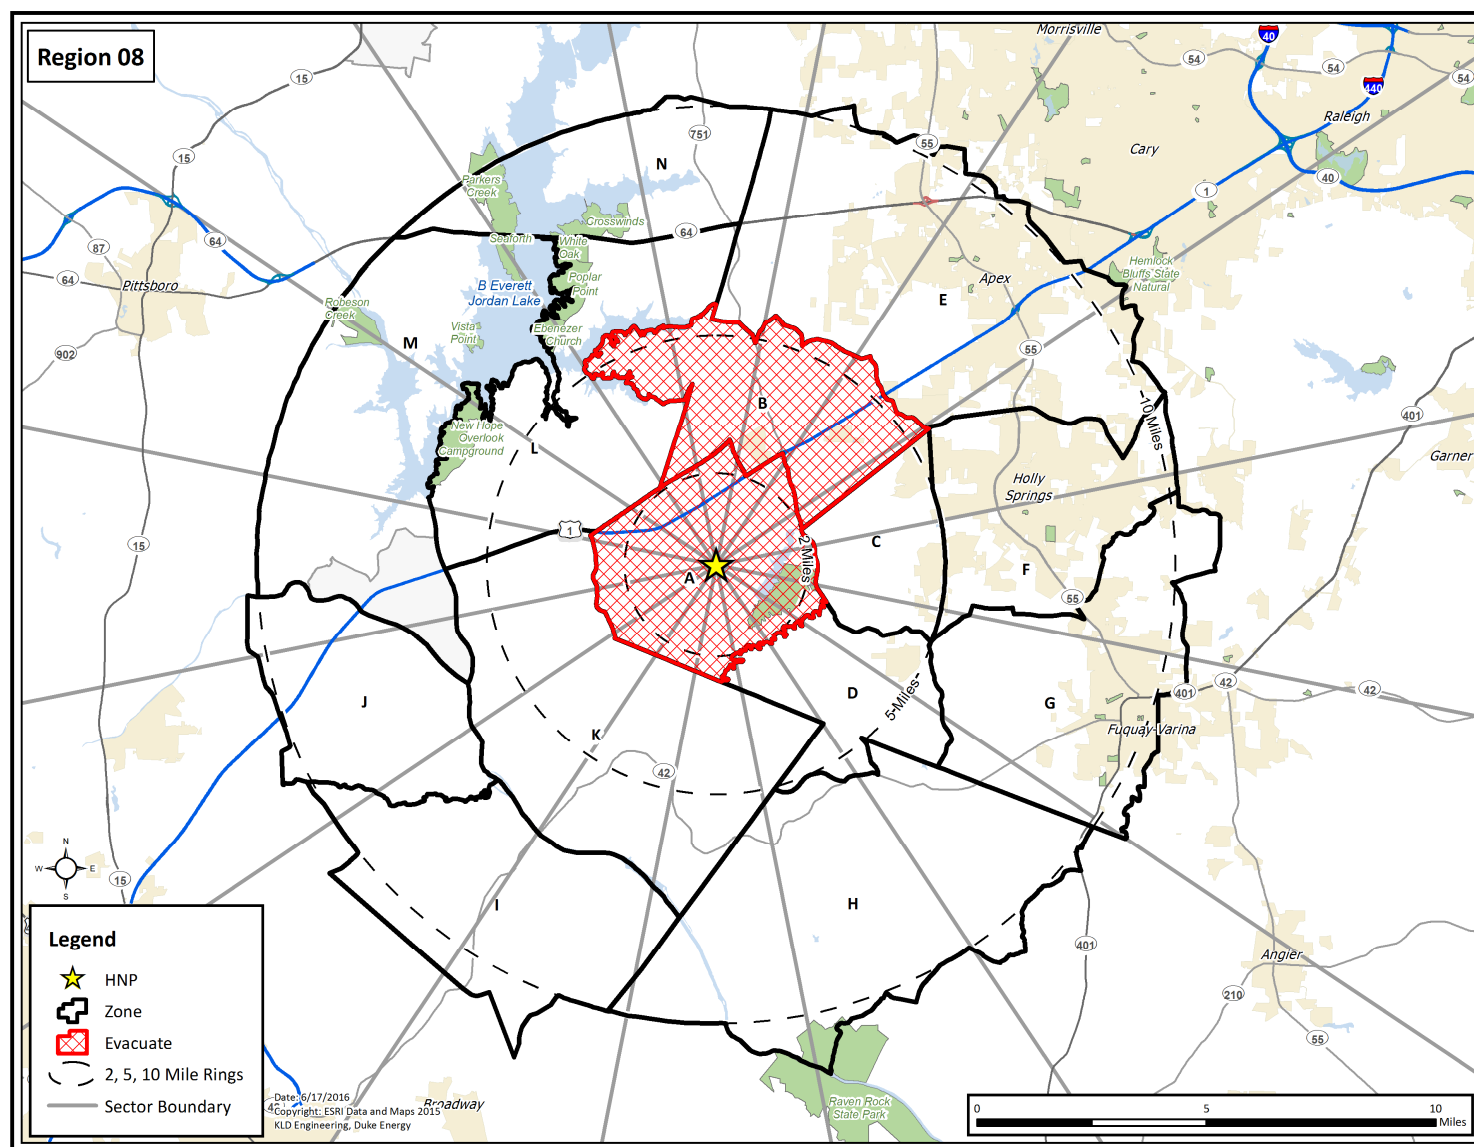 Region 08
Morrisville
40
54
54
54
440
Raleigh
15
751
55
Cary
N
15
Parkers
Creek
40
1
Crosswinds
64
Seaforth
White
Oak
64
87
64
Pittsboro
B Everett
Jordan Lake
Poplar
Point
Apex
Hemlock
Bluffs State
Natural
E
Robeson
Creek
Vista
Point
Ebenezer
Church
M
902
55
B
10 Miles
401
New Hope
Overlook
Campground
L
Garner
Holly
Springs
1
15
2 Miles
C
A
F
55
J
K
D
5-Miles
G
42
401
42
Fuquay-Varina
42
N
W
E
S
15
I
H
401
Angier
210
55
Legend
HNP
Zone
Evacuate
2, 5, 10 Mile Rings
Sector Boundary
Date: 6/17/2016
Copyright: ESRI Data and Maps 2015
KLD Engineering, Duke Energy
Broadway
Raven Rock
State Park
0
5
10
Miles